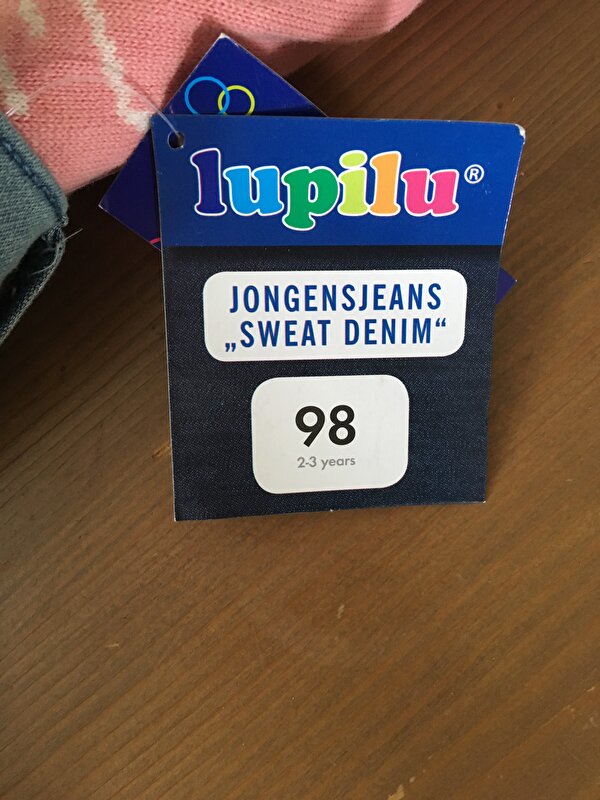 lupilu®
JONGENSJEANS
„SWEAT DENIM“
98
2-3 years